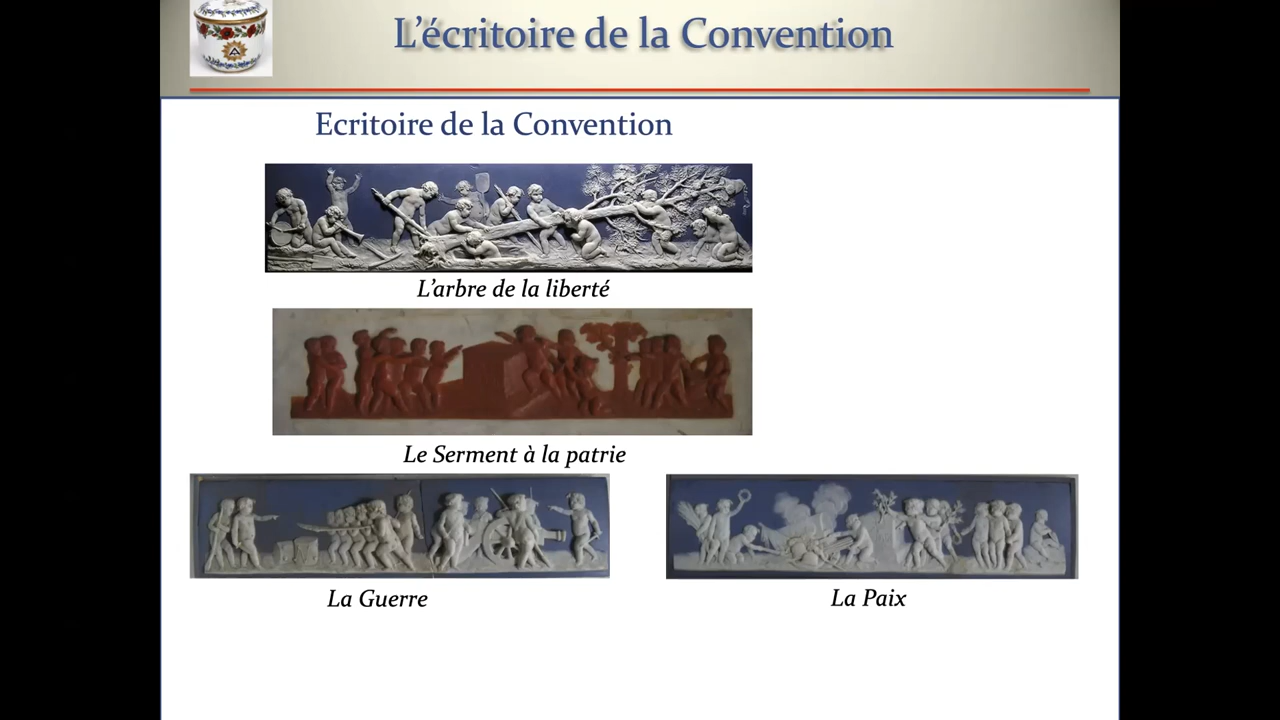 L'écritoire de la Convention
Ecritoire de la Convention
L'arbre de la liberté
Le Serment à la patrie
La Guerre
La Paix